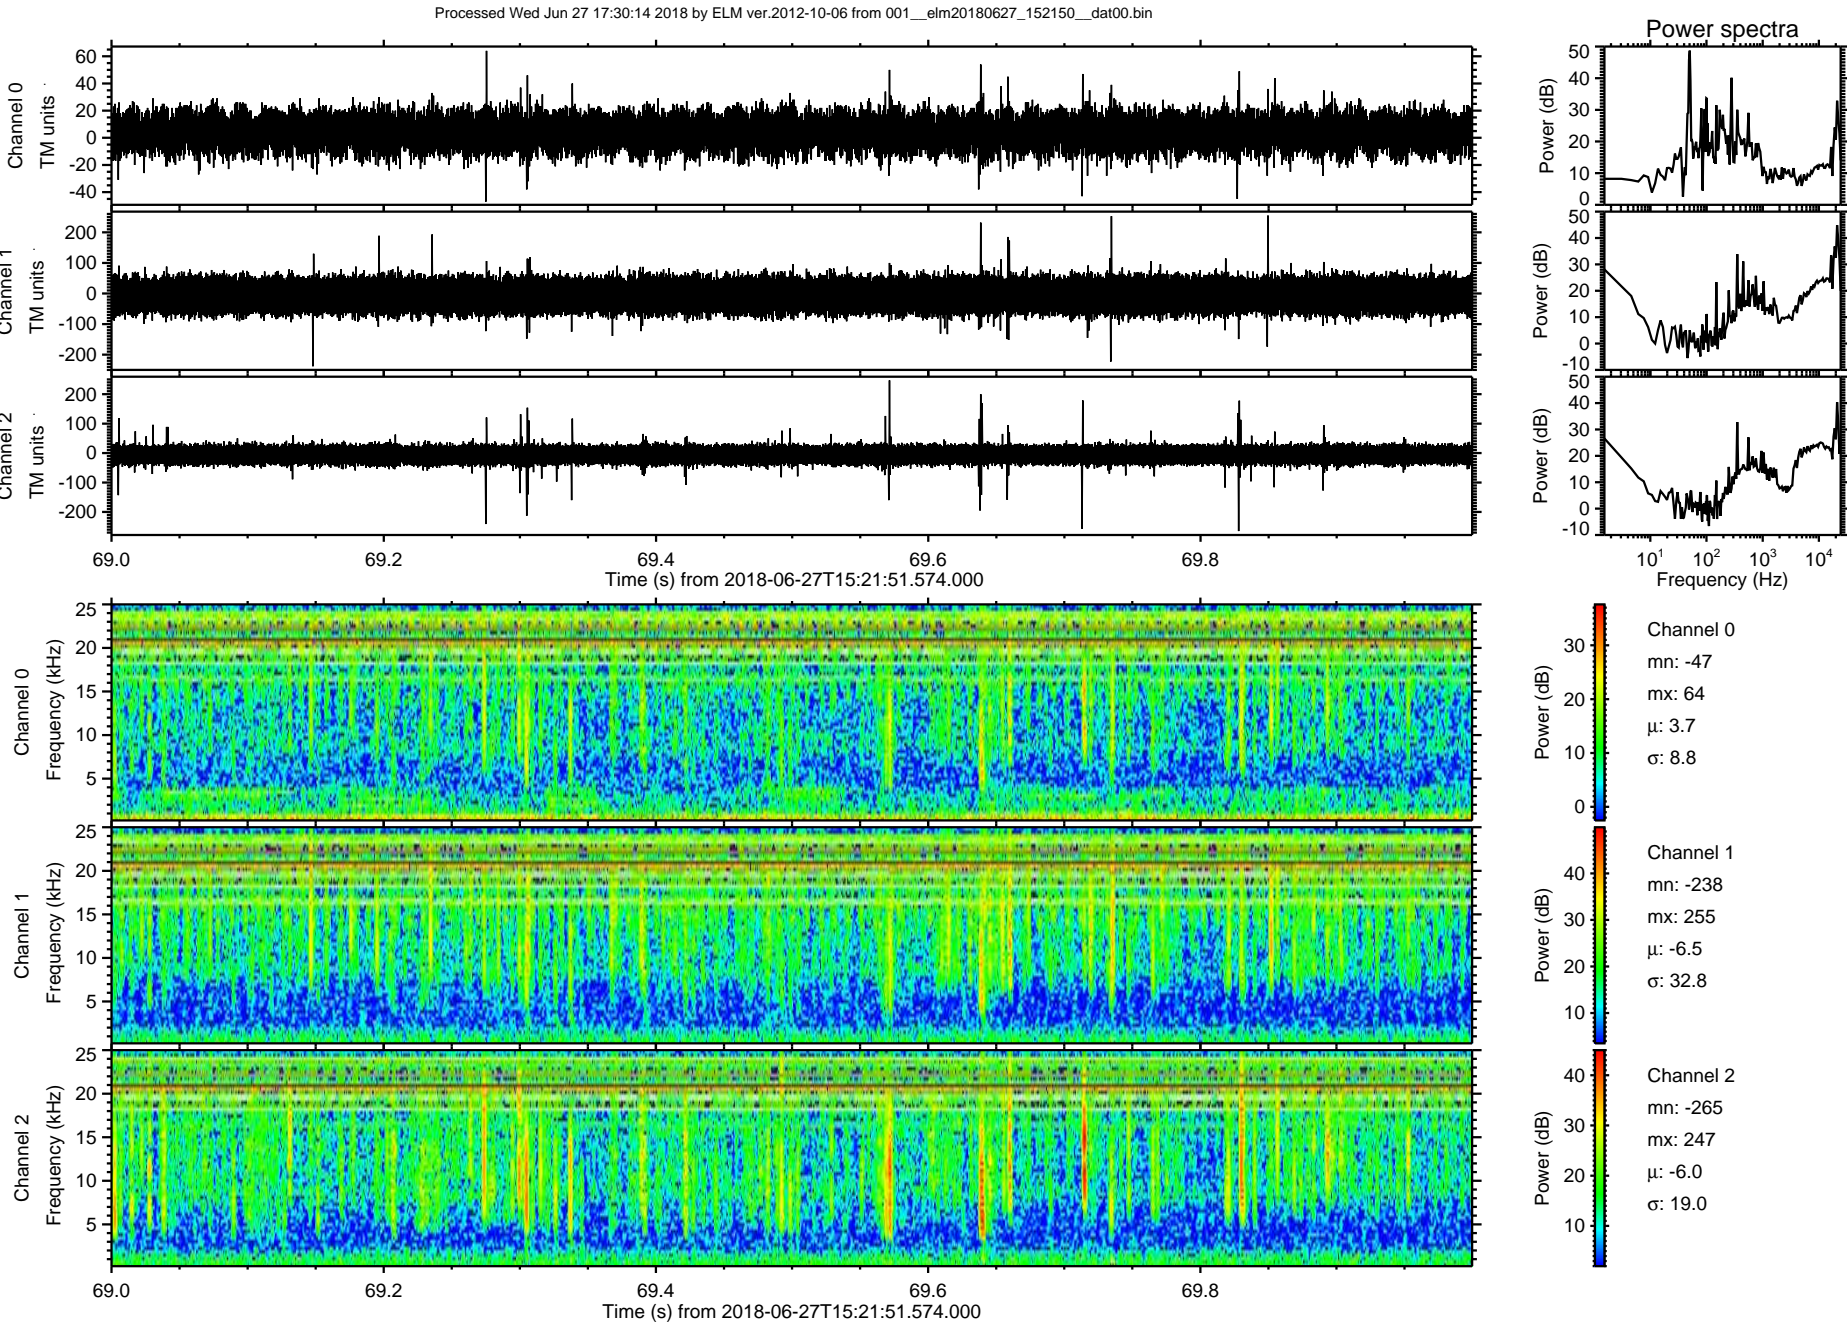 Processed Wed Jun 27 17:30:14 2018 by ELM ver.2012-10-06 from 001__elm20180627_152150__dat00.bin
Power spectra
Channel 0
TM units
60
40
20
0
-20
-40
Power (dB)
50
40
30
20
10
0
Channel 1
TM units
200
100
0
-100
-200
Power (dB)
50
40
30
20
10
0
-10
Channel 2
TM units
200
100
0
-100
-200
Power (dB)
50
40
30
20
10
0
-10
69.0 69.2 69.4 69.6 69.8
Time (s) from 2018-06-27T15:21:51.574.000
10¹ 10² 10³ 10⁴
Frequency (Hz)
Channel 0
Frequency (kHz)
25
20
15
10
5
Power (dB)
30
20
10
0
Channel 0
mn: -47
mx: 64
μ: 3.7
σ: 8.8
Channel 1
Frequency (kHz)
25
20
15
10
5
Power (dB)
40
30
20
10
Channel 1
mn: -238
mx: 255
μ: -6.5
σ: 32.8
Channel 2
Frequency (kHz)
25
20
15
10
5
Power (dB)
40
30
20
10
Channel 2
mn: -265
mx: 247
μ: -6.0
σ: 19.0
69.0 69.2 69.4 69.6 69.8
Time (s) from 2018-06-27T15:21:51.574.000